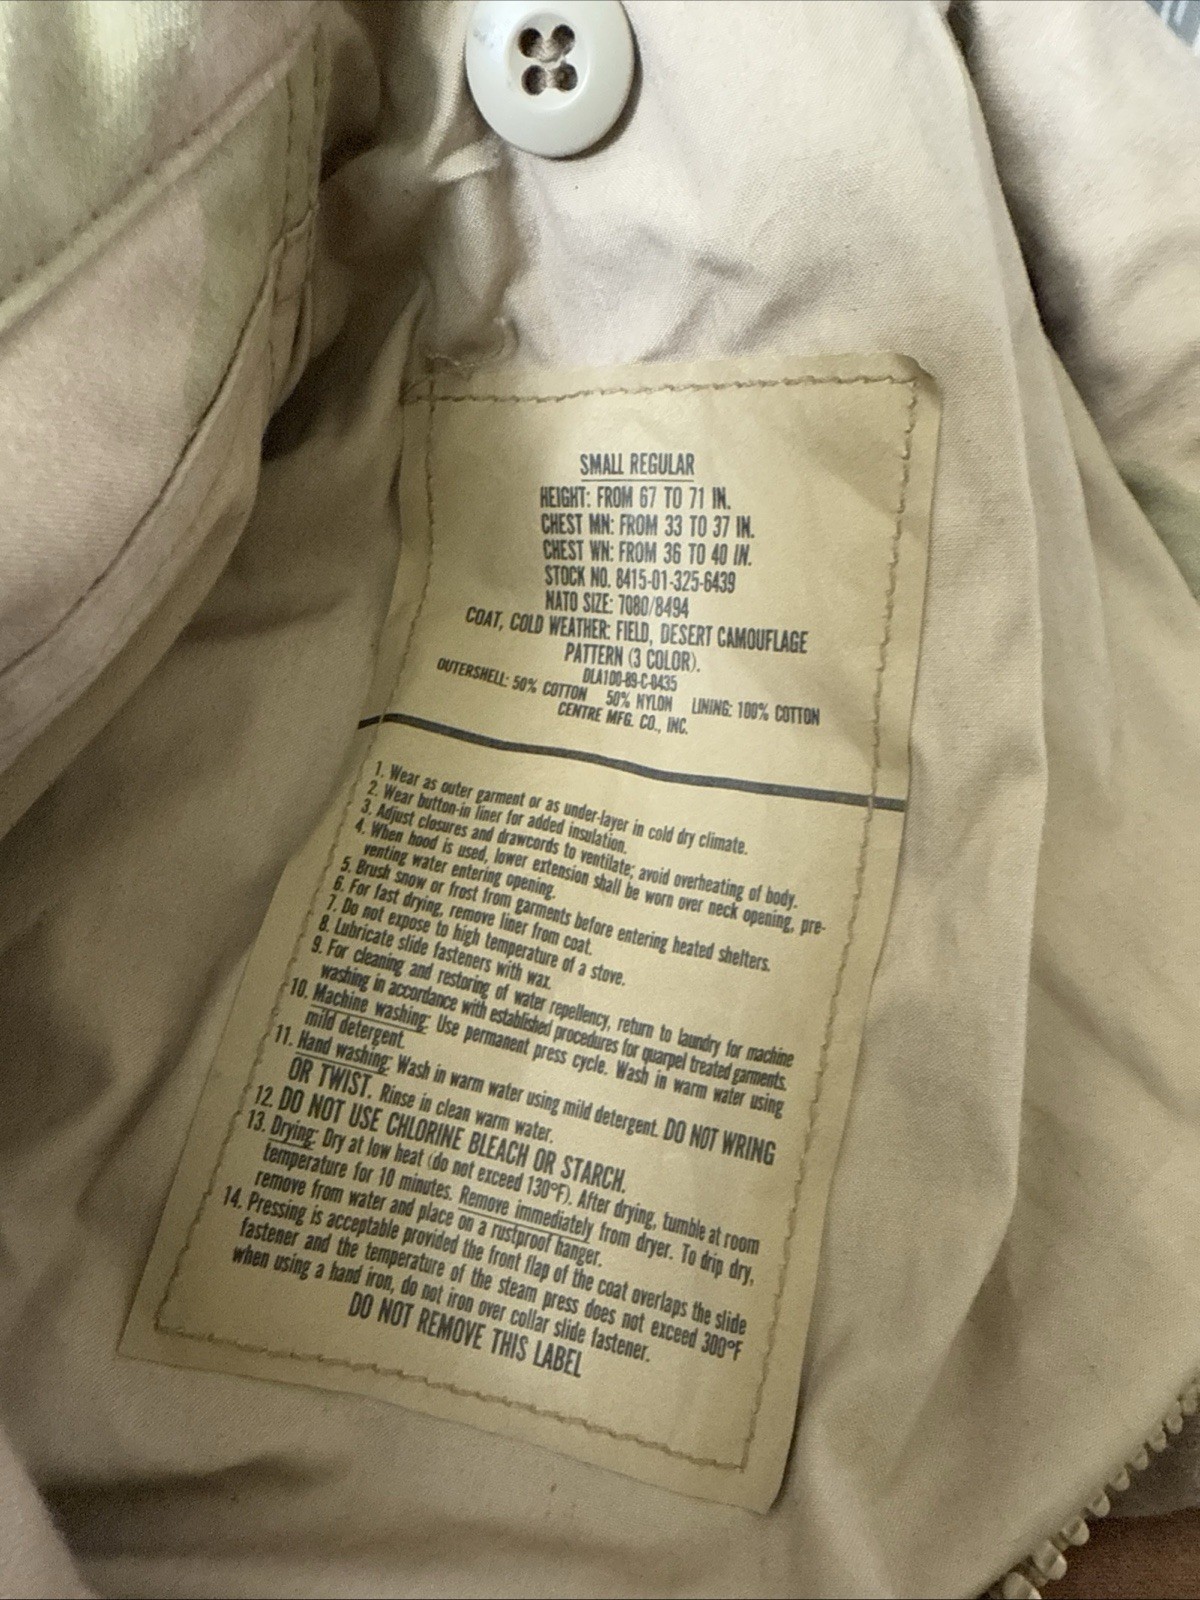 SMALL REGULAR
HEIGHT: FROM 67 TO 71 IN.
CHEST MN: FROM 33 TO 37 IN.
CHEST WN: FROM 36 TO 40 IN.
STOCK NO. 8415-01-325-6439
NATO SIZE: 7080/8494
COAT, COLD WEATHER: FIELD, DESERT CAMOUFLAGE
PATTERN (3 COLOR).
DLA100-89-C-0435
OUTERSHELL: 50% COTTON 50% NYLON LINING: 100% COTTON
CENTRE MFG. CO., INC.
1. Wear as outer garment or as under-layer in cold dry climate.
2. Wear button-in liner for added insulation.
3. Adjust closures and drawcords to ventilate; avoid overheating of body.
4. When hood is used, lower extension shall be worn over neck opening, pre-
venting water entering opening.
5. Brush snow or frost from garments before entering heated shelters.
6. For fast drying, remove liner from coat.
7. Do not expose to high temperature of a stove.
8. Lubricate slide fasteners with wax.
9. For cleaning and restoring of water repellency, return to laundry for machine
washing in accordance with established procedures for quarpel treated garments.
10. Machine washing: Use permanent press cycle. Wash in warm water using
mild detergent.
11. Hand washing: Wash in warm water using mild detergent. DO NOT WRING
OR TWIST. Rinse in clean warm water.
12. DO NOT USE CHLORINE BLEACH OR STARCH.
13. Drying: Dry at low heat (do not exceed 130°F). After drying, tumble at room
temperature for 10 minutes. Remove immediately from dryer. To drip dry,
remove from water and place on a rustproof hanger.
14. Pressing is acceptable provided the front flap of the coat overlaps the slide
fastener and the temperature of the steam press does not exceed 300°F
when using a hand iron, do not iron over collar slide fastener.
DO NOT REMOVE THIS LABEL